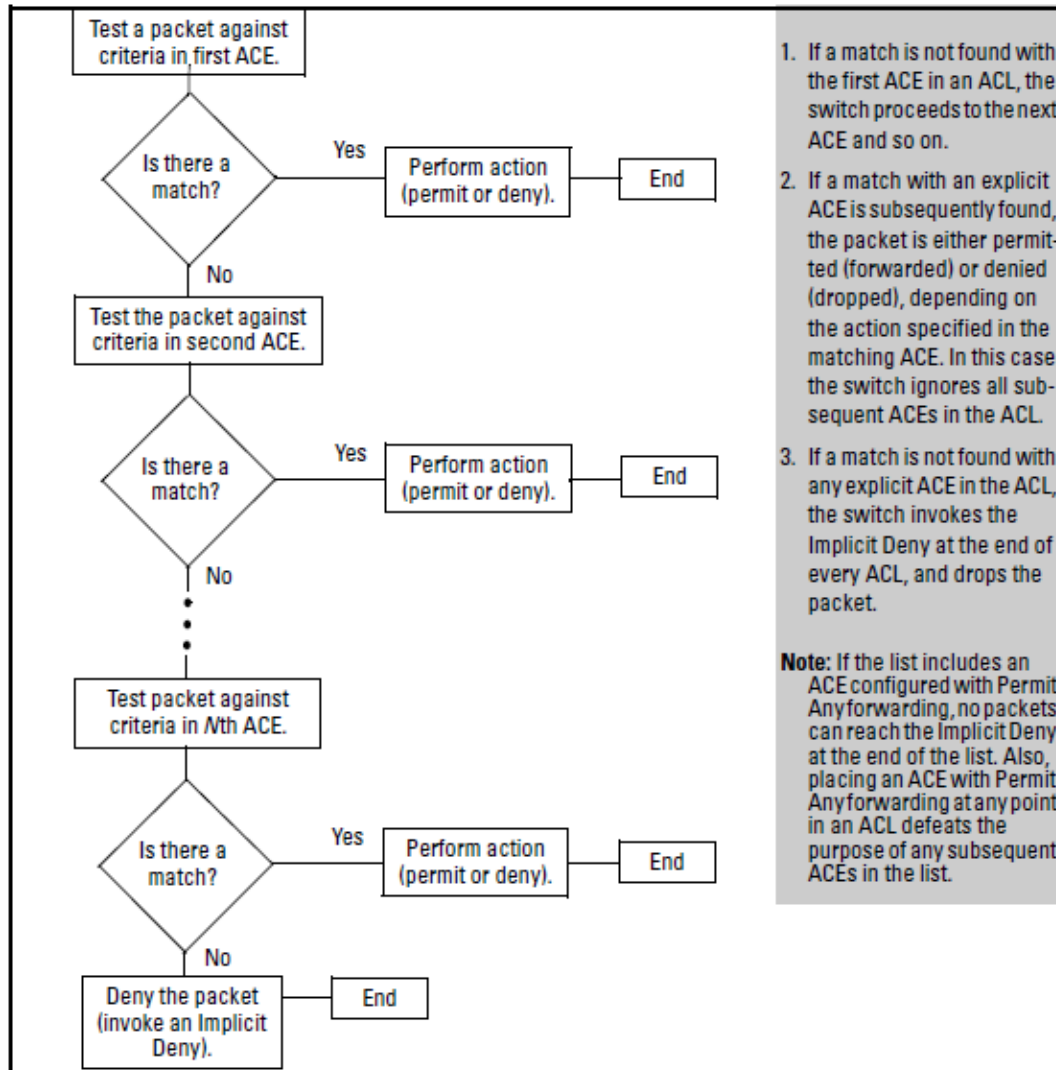 Test a packet against
criteria in first ACE.
Is there a
match?
Yes
Perform action
(permit or deny).
End
No
Test the packet against
criteria in second ACE.
Is there a
match?
Yes
Perform action
(permit or deny).
End
No
Test packet against
criteria in Nth ACE.
Is there a
match?
Yes
Perform action
(permit or deny).
End
No
Deny the packet
(invoke an Implicit
Deny).
End
1. If a match is not found with
the first ACE in an ACL, the
switch proceeds to the next
ACE and so on.
2. If a match with an explicit
ACE is subsequently found,
the packet is either permit-
ted (forwarded) or denied
(dropped), depending on
the action specified in the
matching ACE. In this case
the switch ignores all sub-
sequent ACEs in the ACL.
3. If a match is not found with
any explicit ACE in the ACL,
the switch invokes the
Implicit Deny at the end of
every ACL, and drops the
packet.
Note: If the list includes an
ACE configured with Permit
Any forwarding, no packets
can reach the Implicit Deny
at the end of the list. Also,
placing an ACE with Permit
Any forwarding at any point
in an ACL defeats the
purpose of any subsequent
ACEs in the list.